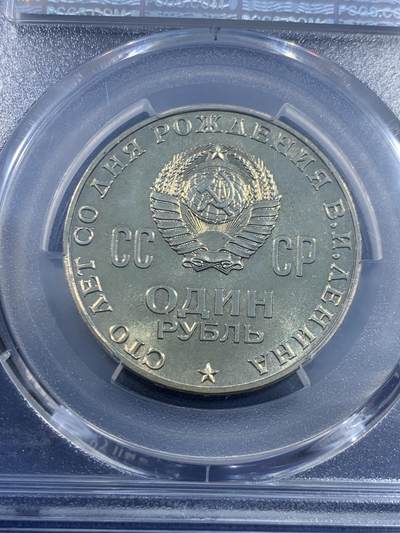 СТО ЛЕТ СО ДНЯ РОЖДЕНИЯ В.И. ЛЕНИНА
СС СР
ОДИН
РУБЛЬ